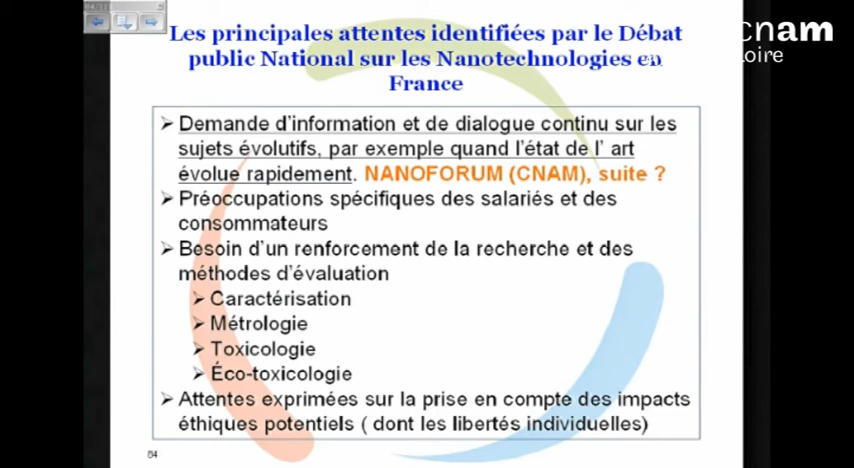 Les principales attentes identifiées par le Débat
public National sur les Nanotechnologies en
France
cnam
Loire
➢ Demande d'information et de dialogue continu sur les
sujets évolutifs, par exemple quand l'état de l' art
évolue rapidement. NANOFORUM (CNAM), suite ?
➢ Préoccupations spécifiques des salariés et des
consommateurs
➢ Besoin d'un renforcement de la recherche et des
méthodes d'évaluation
➢ Caractérisation
➢ Métrologie
➢ Toxicologie
➢ Éco-toxicologie
➢ Attentes exprimées sur la prise en compte des impacts
éthiques potentiels ( dont les libertés individuelles)
84